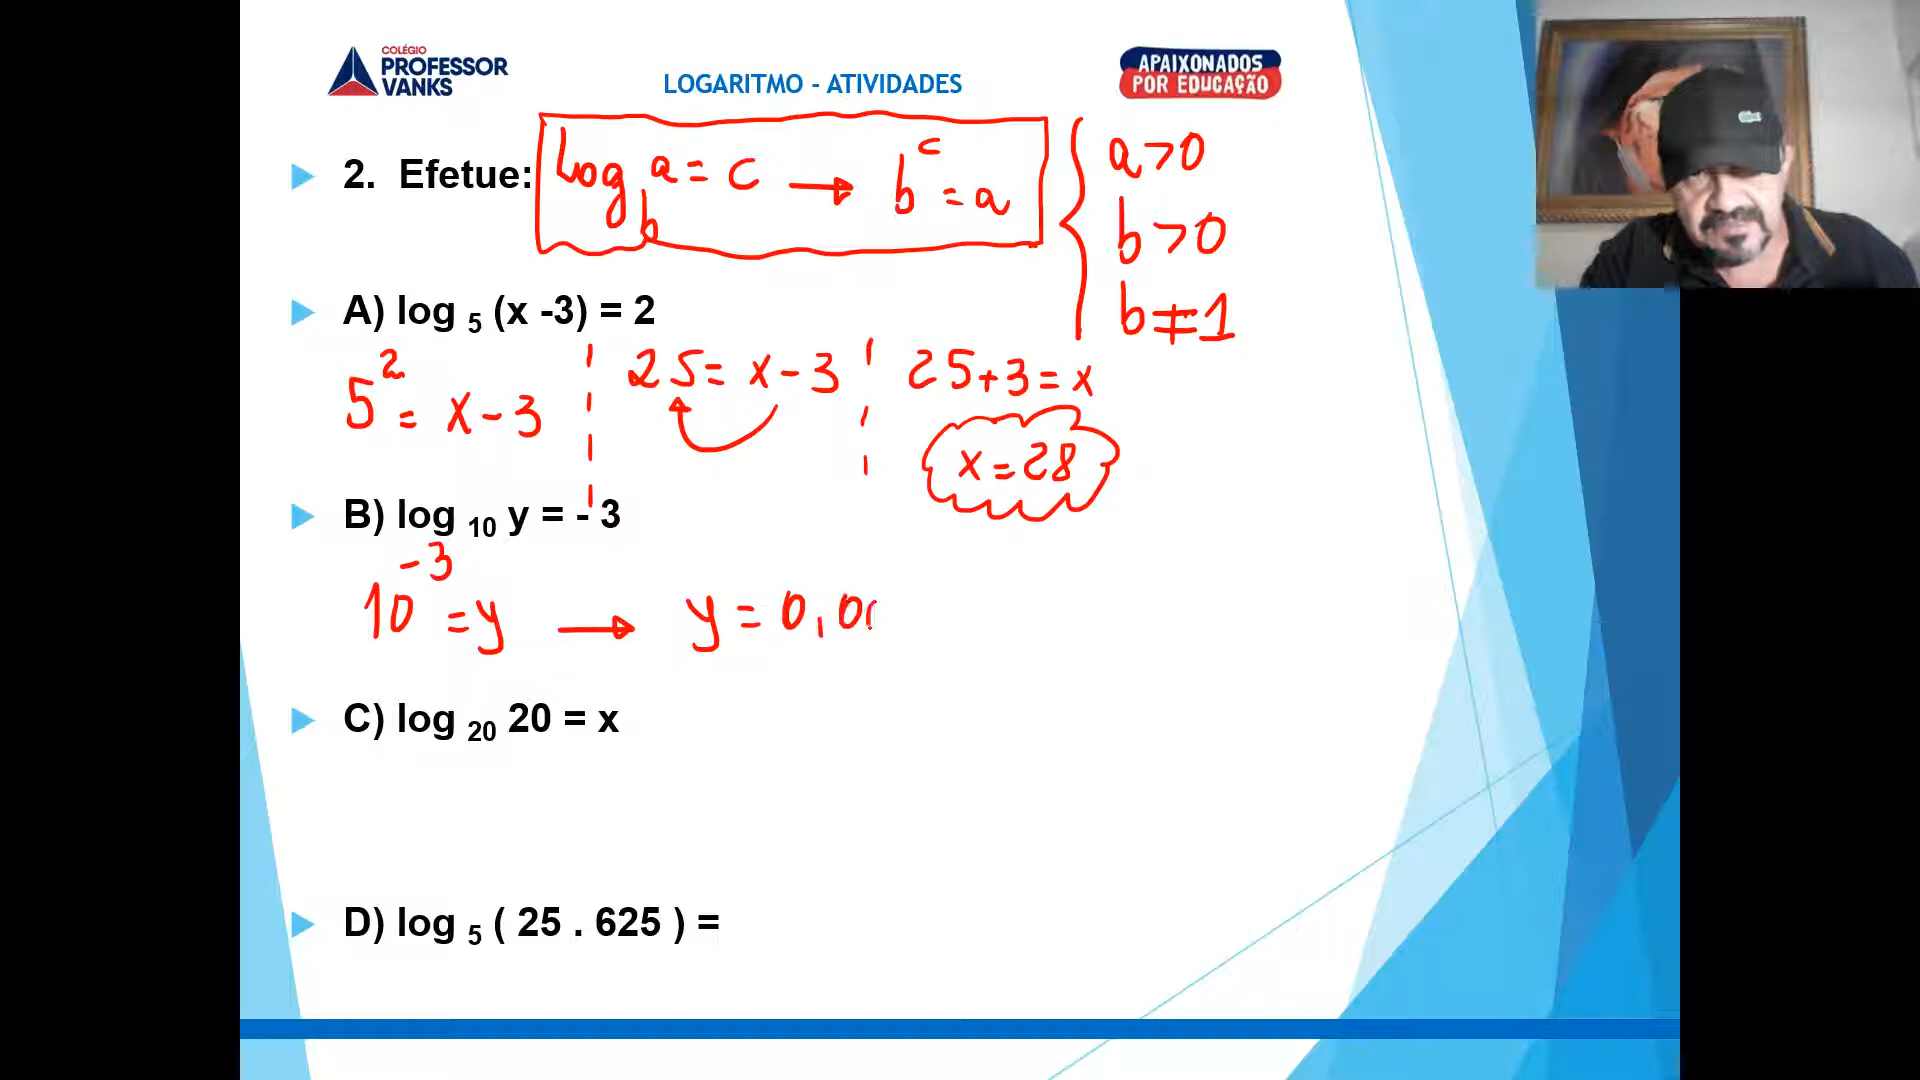 COLÉGIO
PROFESSOR
VANKS
LOGARITMO - ATIVIDADES
APAIXONADOS
POR EDUCAÇÃO
2. Efetue: log_b a = c → b^c = a
a > 0
b > 0
b ≠ 1
A) log ₅ (x -3) = 2
5² = x - 3
25 = x - 3
25 + 3 = x
x = 28
B) log ₁₀ y = - 3
10⁻³ = y → y = 0,00
C) log ₂₀ 20 = x
D) log ₅ ( 25 . 625 ) =